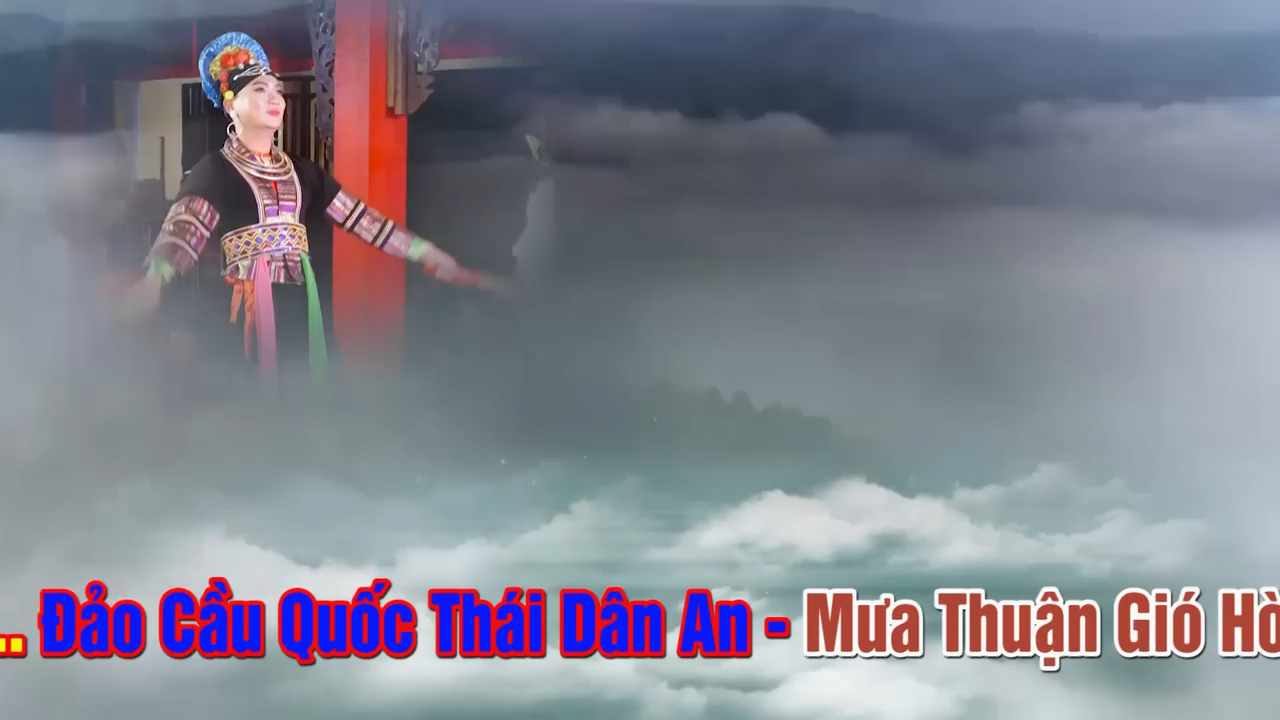 .. Đảo Cầu Quốc Thái Dân An - Mưa Thuận Gió Hò